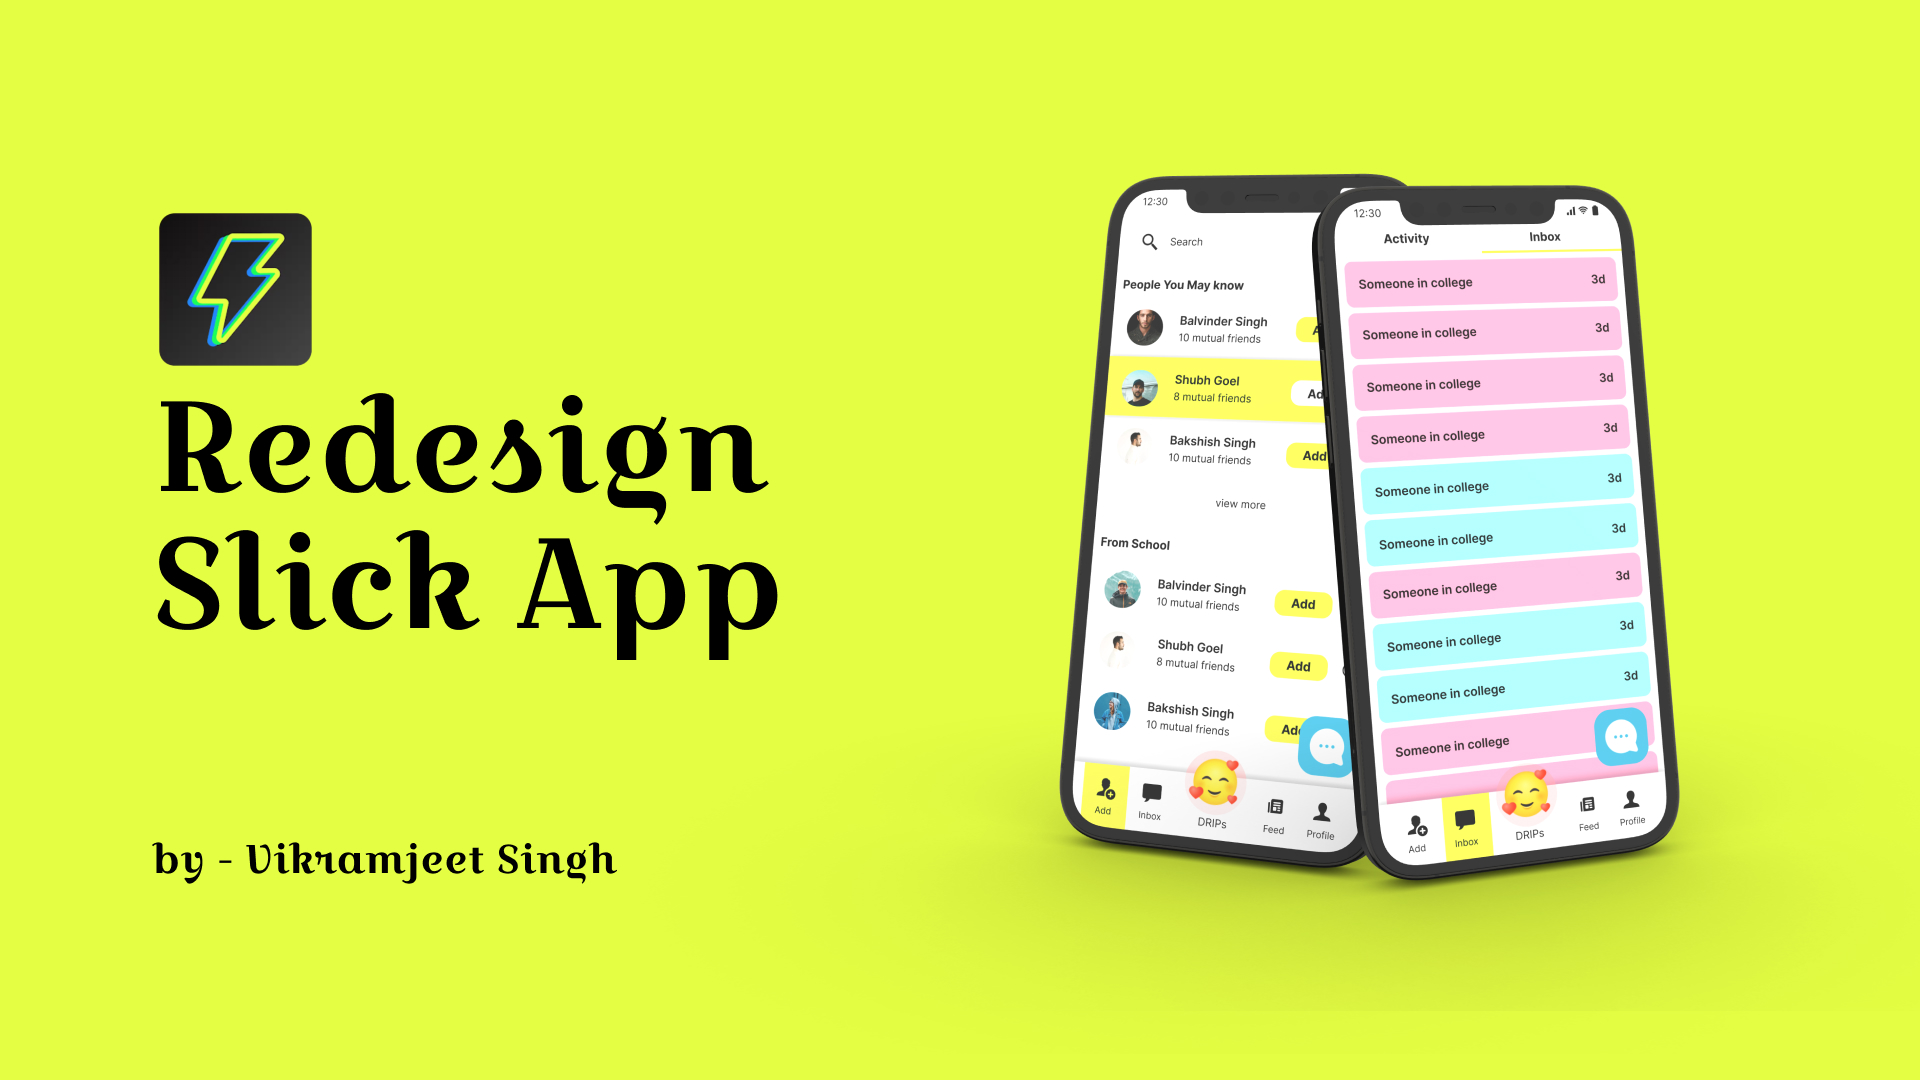 Redesign
Slick App
by - Vikramjeet Singh
12:30
Search
People You May know
Balvinder Singh
10 mutual friends
Shubh Goel
8 mutual friends
Bakshish Singh
10 mutual friends
Add
view more
From School
Balvinder Singh
10 mutual friends
Add
Shubh Goel
8 mutual friends
Add
Bakshish Singh
10 mutual friends
Add
Inbox
DRIPs
Feed
Profile
12:30
Activity Inbox
Someone in college 3d
Someone in college 3d
Someone in college 3d
Someone in college 3d
Someone in college 3d
Someone in college 3d
Someone in college 3d
Someone in college 3d
Someone in college 3d
Someone in college
Add
Inbox
DRIPs
Feed
Profile